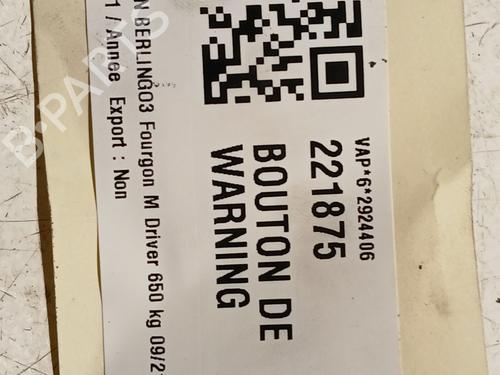 VAP*6*2924406
221875
BOUTON DE
WARNING
N BERLINGO3 Fourgon M Driver 650 kg 09/2
1 / Annee Export : Non
B-PARTS